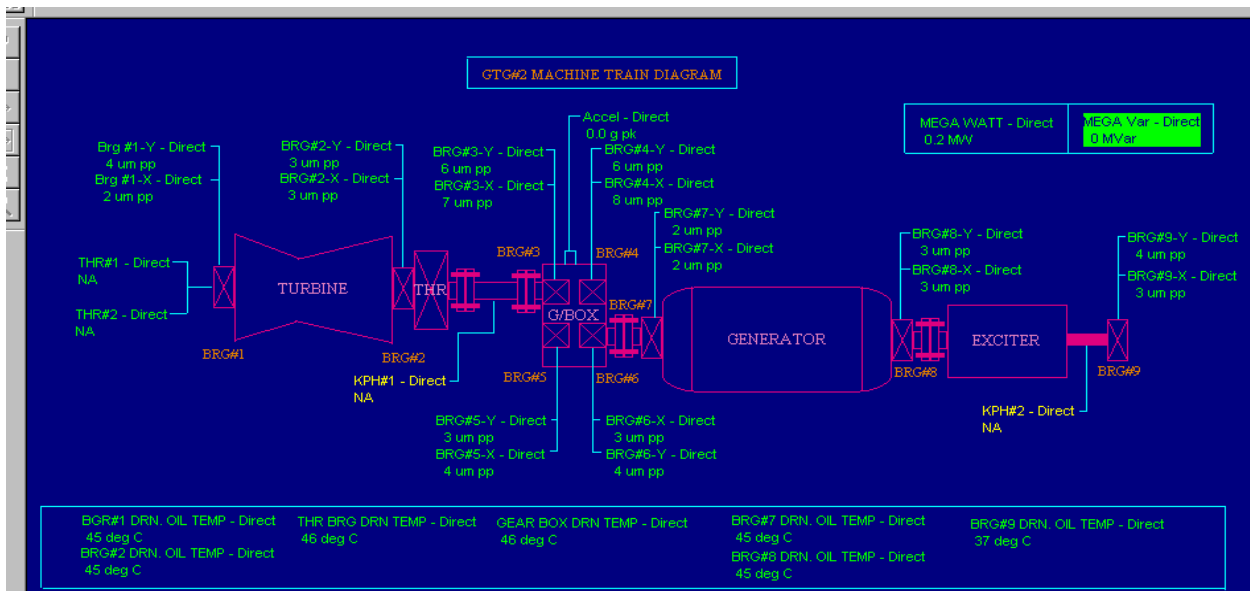 GTG#2 MACHINE TRAIN DIAGRAM
MEGA WATT - Direct
0.2 MW
MEGA Var - Direct
0 MVar
Accel - Direct
0.0 g pk
Brg #1-Y - Direct
4 um pp
Brg #1-X - Direct
2 um pp
BRG#2-Y - Direct
3 um pp
BRG#2-X - Direct
3 um pp
BRG#3-Y - Direct
6 um pp
BRG#3-X - Direct
7 um pp
BRG#4-Y - Direct
6 um pp
BRG#4-X - Direct
8 um pp
BRG#7-Y - Direct
2 um pp
BRG#7-X - Direct
2 um pp
BRG#8-Y - Direct
3 um pp
BRG#8-X - Direct
3 um pp
BRG#9-Y - Direct
4 um pp
BRG#9-X - Direct
3 um pp
THR#1 - Direct
NA
THR#2 - Direct
NA
BRG#3
BRG#4
TURBINE
THR
G/BOX
BRG#7
GENERATOR
EXCITER
BRG#1
BRG#2
BRG#5
BRG#6
BRG#8
BRG#9
KPH#1 - Direct
NA
KPH#2 - Direct
NA
BRG#5-Y - Direct
3 um pp
BRG#5-X - Direct
4 um pp
BRG#6-X - Direct
3 um pp
BRG#6-Y - Direct
4 um pp
BGR#1 DRN. OIL TEMP - Direct
45 deg C
BRG#2 DRN. OIL TEMP - Direct
45 deg C
THR BRG DRN TEMP - Direct
46 deg C
GEAR BOX DRN TEMP - Direct
46 deg C
BRG#7 DRN. OIL TEMP - Direct
45 deg C
BRG#8 DRN. OIL TEMP - Direct
45 deg C
BRG#9 DRN. OIL TEMP - Direct
37 deg C